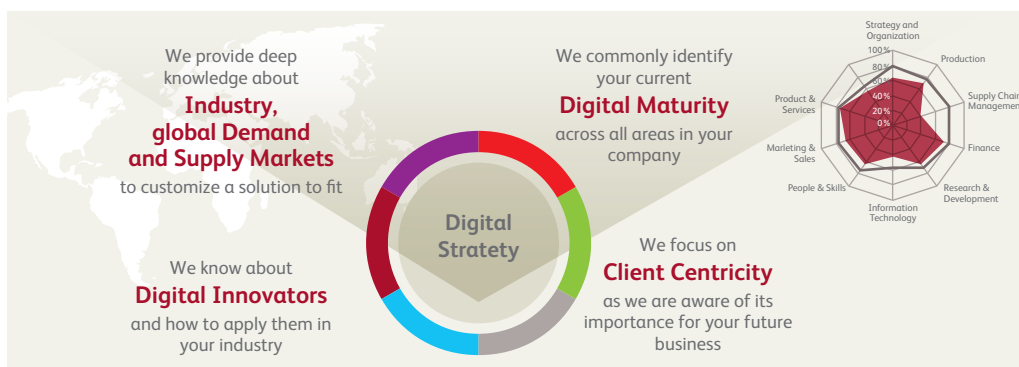 We provide deep
knowledge about
Industry,
global Demand
and Supply Markets
to customize a solution to fit
We know about
Digital Innovators
and how to apply them in
your industry
Digital
Stratety
We commonly identify
your current
Digital Maturity
across all areas in your
company
We focus on
Client Centricity
as we are aware of its
importance for your future
business
Strategy and
Organization
100%
80%
60%
40%
20%
0%
Production
Supply Chain
Management
Finance
Research &
Development
Information
Technology
People & Skills
Marleting &
Sales
Product &
Services